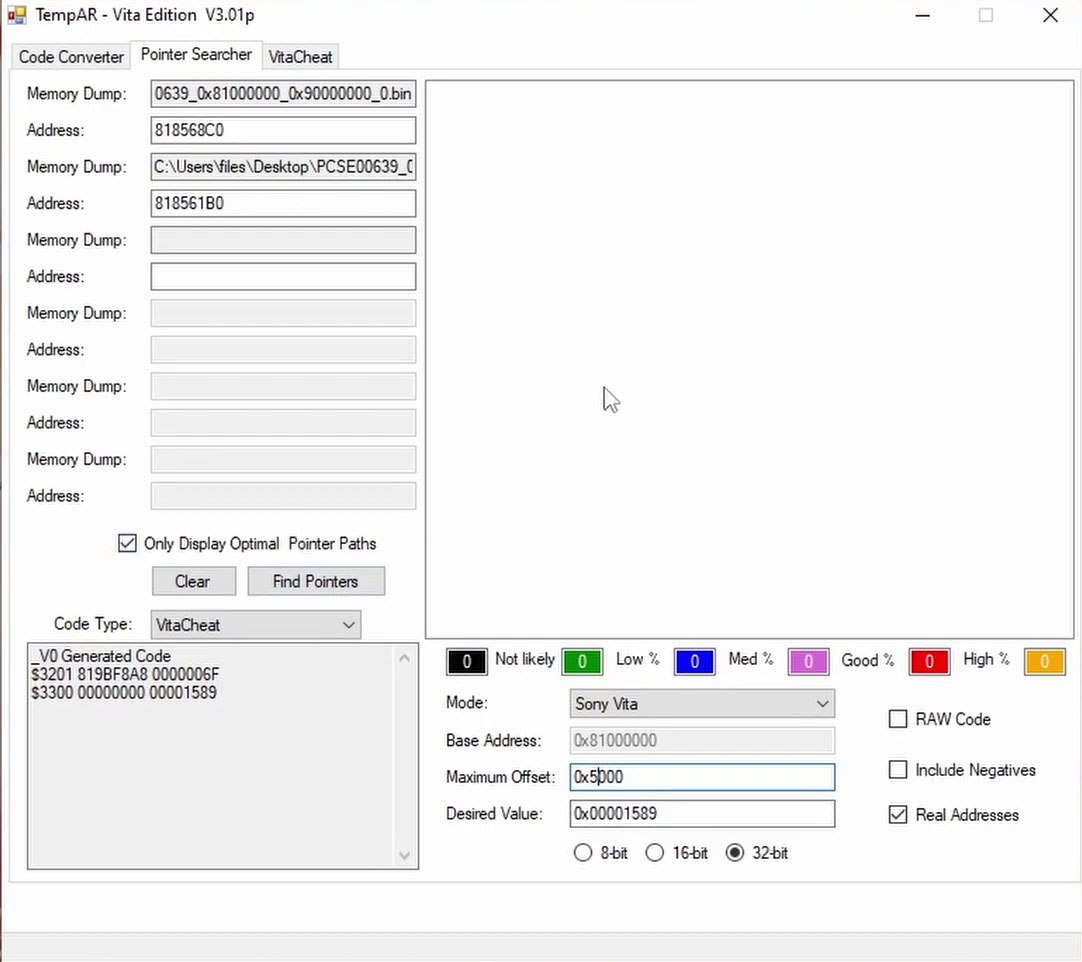 TempAR - Vita Edition V3.01p
Code Converter
Pointer Searcher
VitaCheat
Memory Dump:
0639_0x81000000_0x90000000_0.bin
Address:
818568C0
Memory Dump:
C:\Users\files\Desktop\PCSE00639_0
Address:
818561B0
Memory Dump:
Address:
Memory Dump:
Address:
Memory Dump:
Address:
Memory Dump:
Address:
Only Display Optimal Pointer Paths
Clear
Find Pointers
Code Type:
VitaCheat
_V0 Generated Code
$3201 819BF8A8 0000006F
$3300 00000000 00001589
0
Not likely
0
Low %
0
Med %
0
Good %
0
High %
0
Mode:
Sony Vita
RAW Code
Base Address:
0x81000000
Maximum Offset:
0x5000
Include Negatives
Desired Value:
0x00001589
Real Addresses
8-bit
16-bit
32-bit